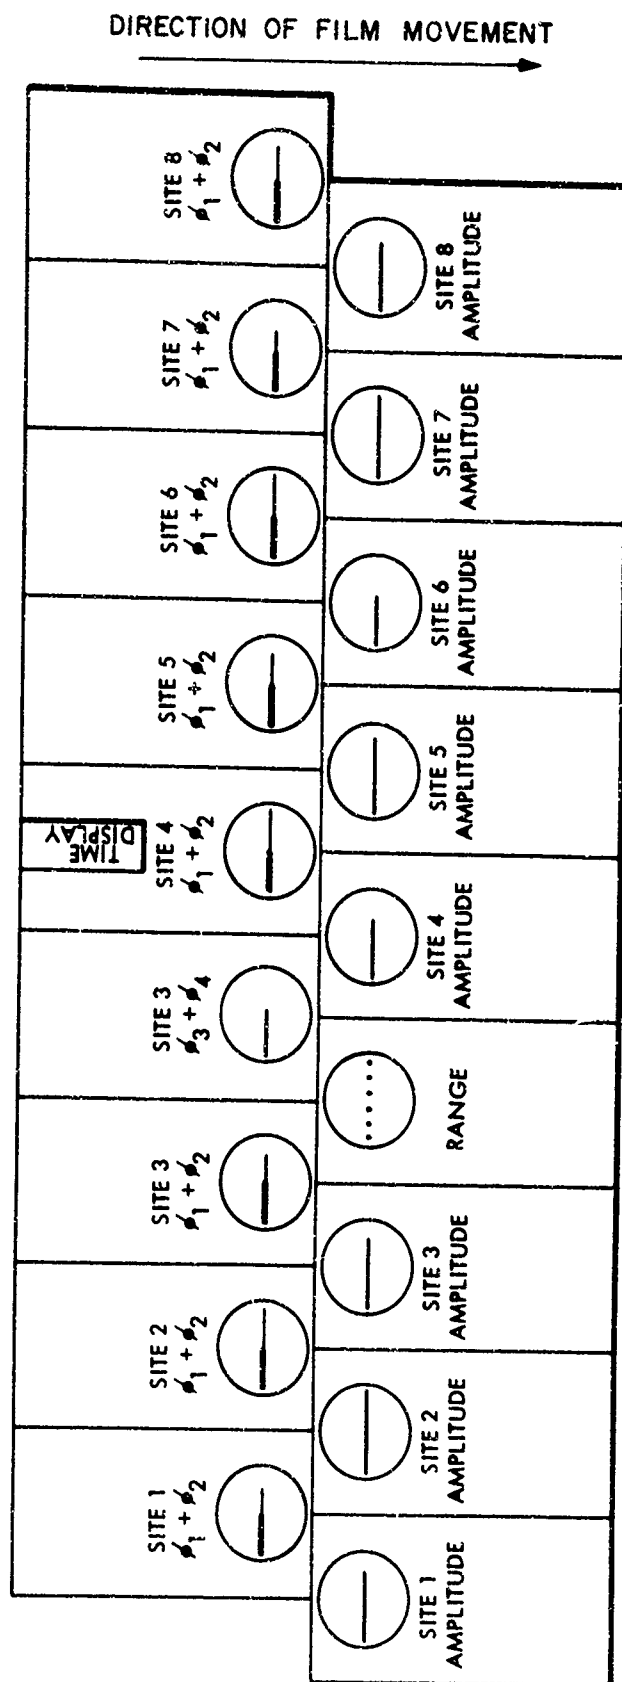 DIRECTION OF FILM MOVEMENT
SITE 8
ϕ1 + ϕ2
SITE 7
ϕ1 + ϕ2
SITE 6
ϕ1 + ϕ2
SITE 5
ϕ1 + ϕ2
TIME
DISPLAY
SITE 4
ϕ1 + ϕ2
SITE 3
ϕ3 + ϕ4
SITE 3
ϕ1 + ϕ2
SITE 2
ϕ1 + ϕ2
SITE 1
ϕ1 + ϕ2
SITE 8
AMPLITUDE
SITE 7
AMPLITUDE
SITE 6
AMPLITUDE
SITE 5
AMPLITUDE
SITE 4
AMPLITUDE
RANGE
SITE 3
AMPLITUDE
SITE 2
AMPLITUDE
SITE 1
AMPLITUDE